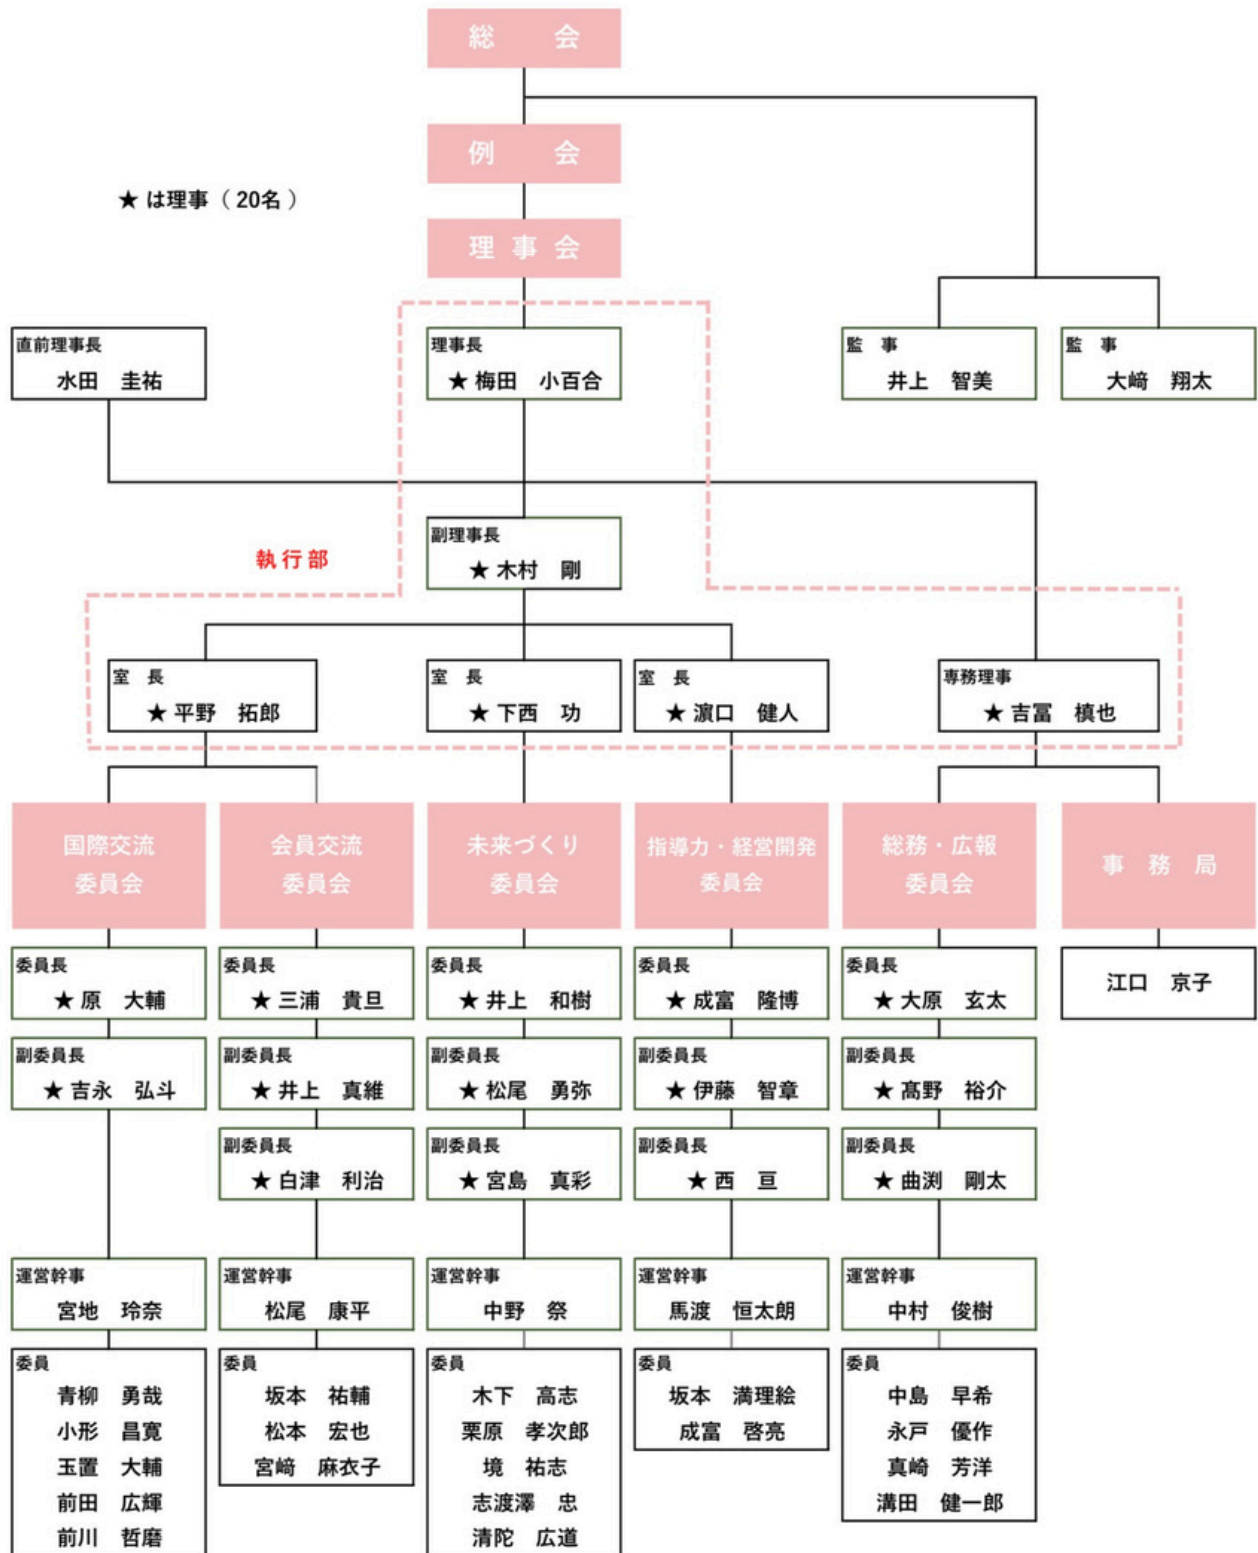 総　会
例　会
★ は理事（ 20名 ）
理 事 会
直前理事長
水田　圭祐
理事長
★ 梅田　小百合
監　事
井上　智美
監　事
大﨑　翔太
副理事長
★ 木村　剛
執 行 部
室　長
★ 平野　拓郎
室　長
★ 下西　功
室　長
★ 濵口　健人
専務理事
★ 吉冨　槙也
国際交流
委員会
会員交流
委員会
未来づくり
委員会
指導力・経営開発
委員会
総務・広報
委員会
事　務　局
委員長
★ 原　大輔
委員長
★ 三浦　貴旦
委員長
★ 井上　和樹
委員長
★ 成富　隆博
委員長
★ 大原　玄太
江口　京子
副委員長
★ 吉永　弘斗
副委員長
★ 井上　真維
副委員長
★ 松尾　勇弥
副委員長
★ 伊藤　智章
副委員長
★ 髙野　裕介
副委員長
★ 白津　利治
副委員長
★ 宮島　真彩
副委員長
★ 西　亘
副委員長
★ 曲渕　剛太
運営幹事
宮地　玲奈
運営幹事
松尾　康平
運営幹事
中野　祭
運営幹事
馬渡　恒太朗
運営幹事
中村　俊樹
委員
青柳　勇哉
小形　昌寛
玉置　大輔
前田　広輝
前川　哲磨
委員
坂本　祐輔
松本　宏也
宮﨑　麻衣子
委員
木下　高志
栗原　孝次郎
境　祐志
志渡澤　忠
清陀　広道
委員
坂本　満理絵
成富　啓亮
委員
中島　早希
永戸　優作
真崎　芳洋
溝田　健一郎